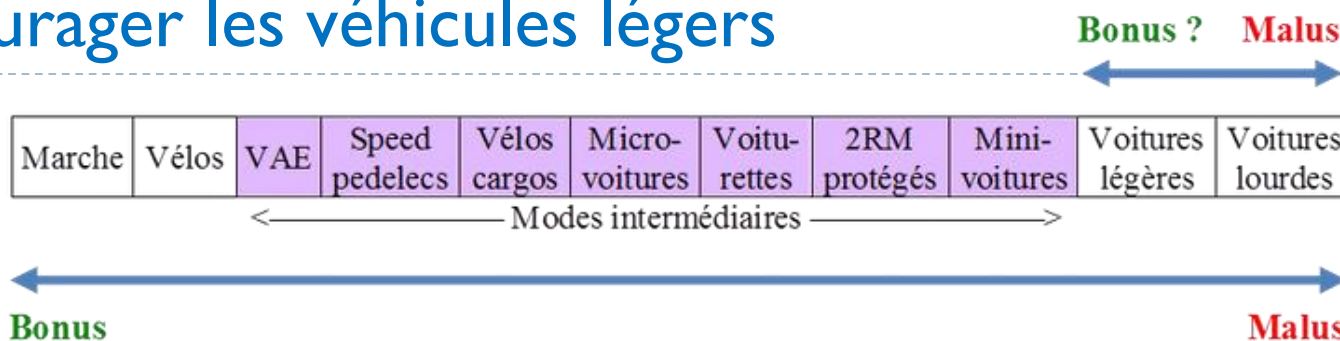 urager les véhicules légers
Bonus ? Malus
Marche Vélos VAE Speed pedelecs Vélos cargos Micro-voitures Voitu-rettes 2RM protégés Mini-voitures Voitures légères Voitures lourdes
<———— Modes intermédiaires ————>
Bonus Malus